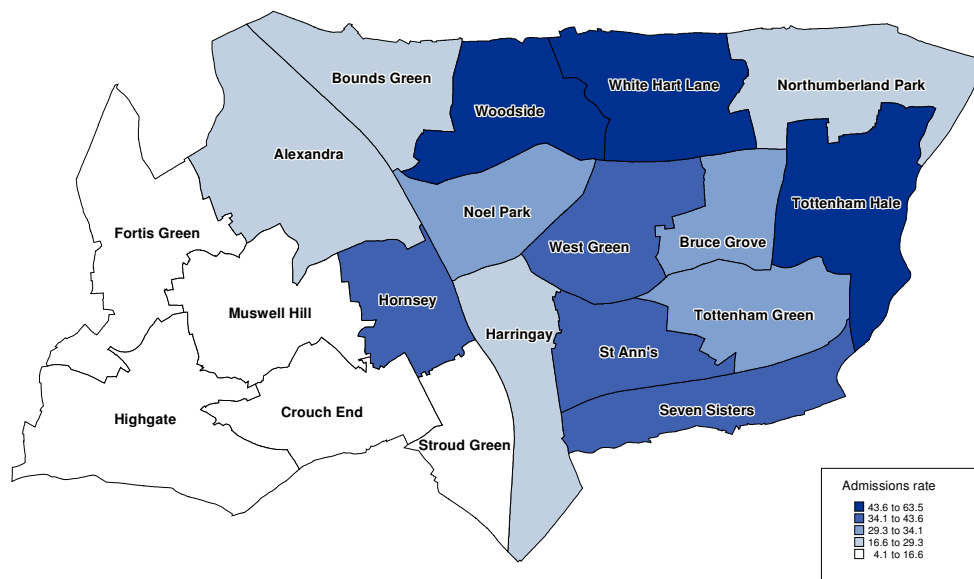 Bounds Green
White Hart Lane
Northumberland Park
Woodside
Alexandra
Tottenham Hale
Noel Park
Fortis Green
West Green
Bruce Grove
Hornsey
Muswell Hill
Tottenham Green
Harringay
St Ann's
Crouch End
Seven Sisters
Highgate
Stroud Green
Admissions rate
43.6 to 63.5
34.1 to 43.6
29.3 to 34.1
16.6 to 29.3
4.1 to 16.6